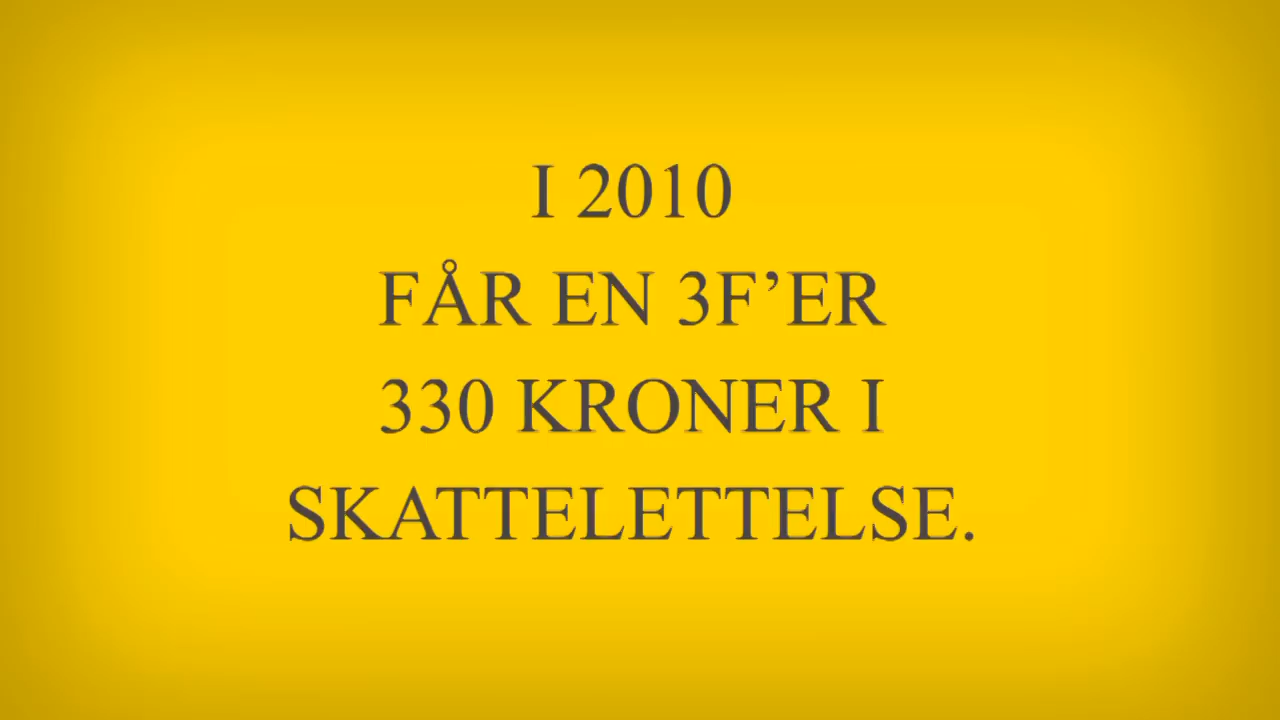 I 2010
FÅR EN 3F’ER
330 KRONER I
SKATTELETTELSE.